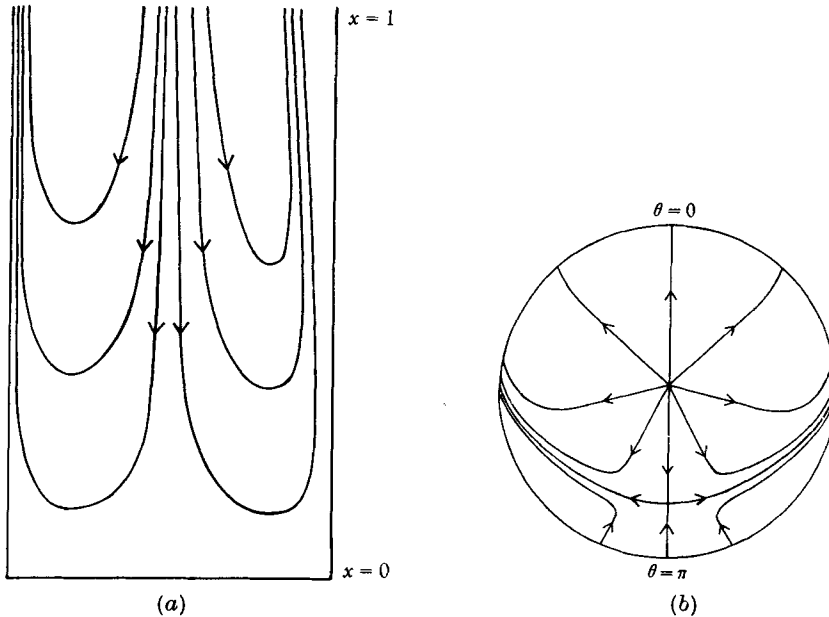 x = 1
θ = 0
x = 0
θ = π
(a)
(b)